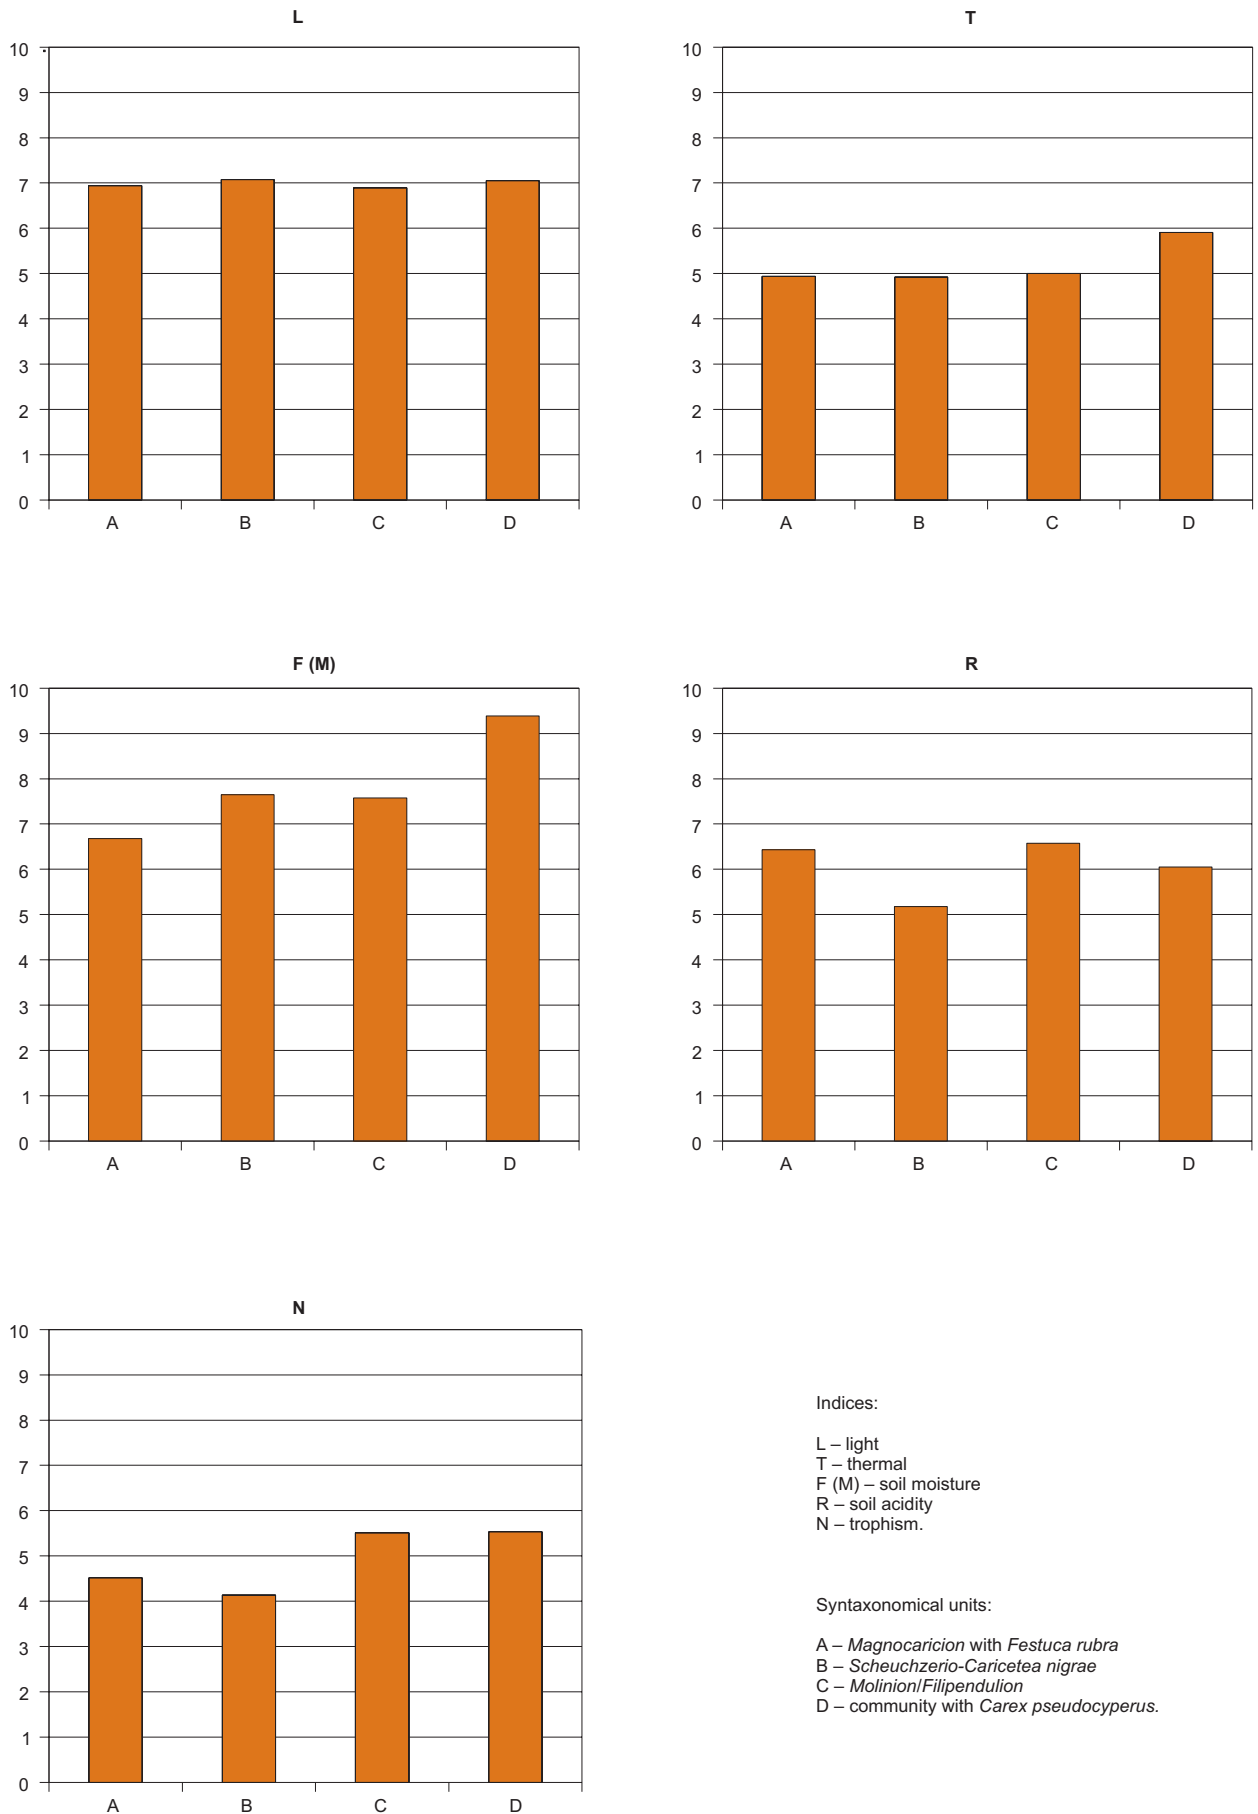 L
10
9
8
7
6
5
4
3
2
1
0
A B C D
T
10
9
8
7
6
5
4
3
2
1
0
A B C D
F (M)
10
9
8
7
6
5
4
3
2
1
0
A B C D
R
10
9
8
7
6
5
4
3
2
1
0
A B C D
N
10
9
8
7
6
5
4
3
2
1
0
A B C D
Indices:
L – light
T – thermal
F (M) – soil moisture
R – soil acidity
N – trophism.
Syntaxonomical units:
A – Magnocaricion with Festuca rubra
B – Scheuchzerio-Caricetea nigrae
C – Molinion/Filipendulion
D – community with Carex pseudocyperus.